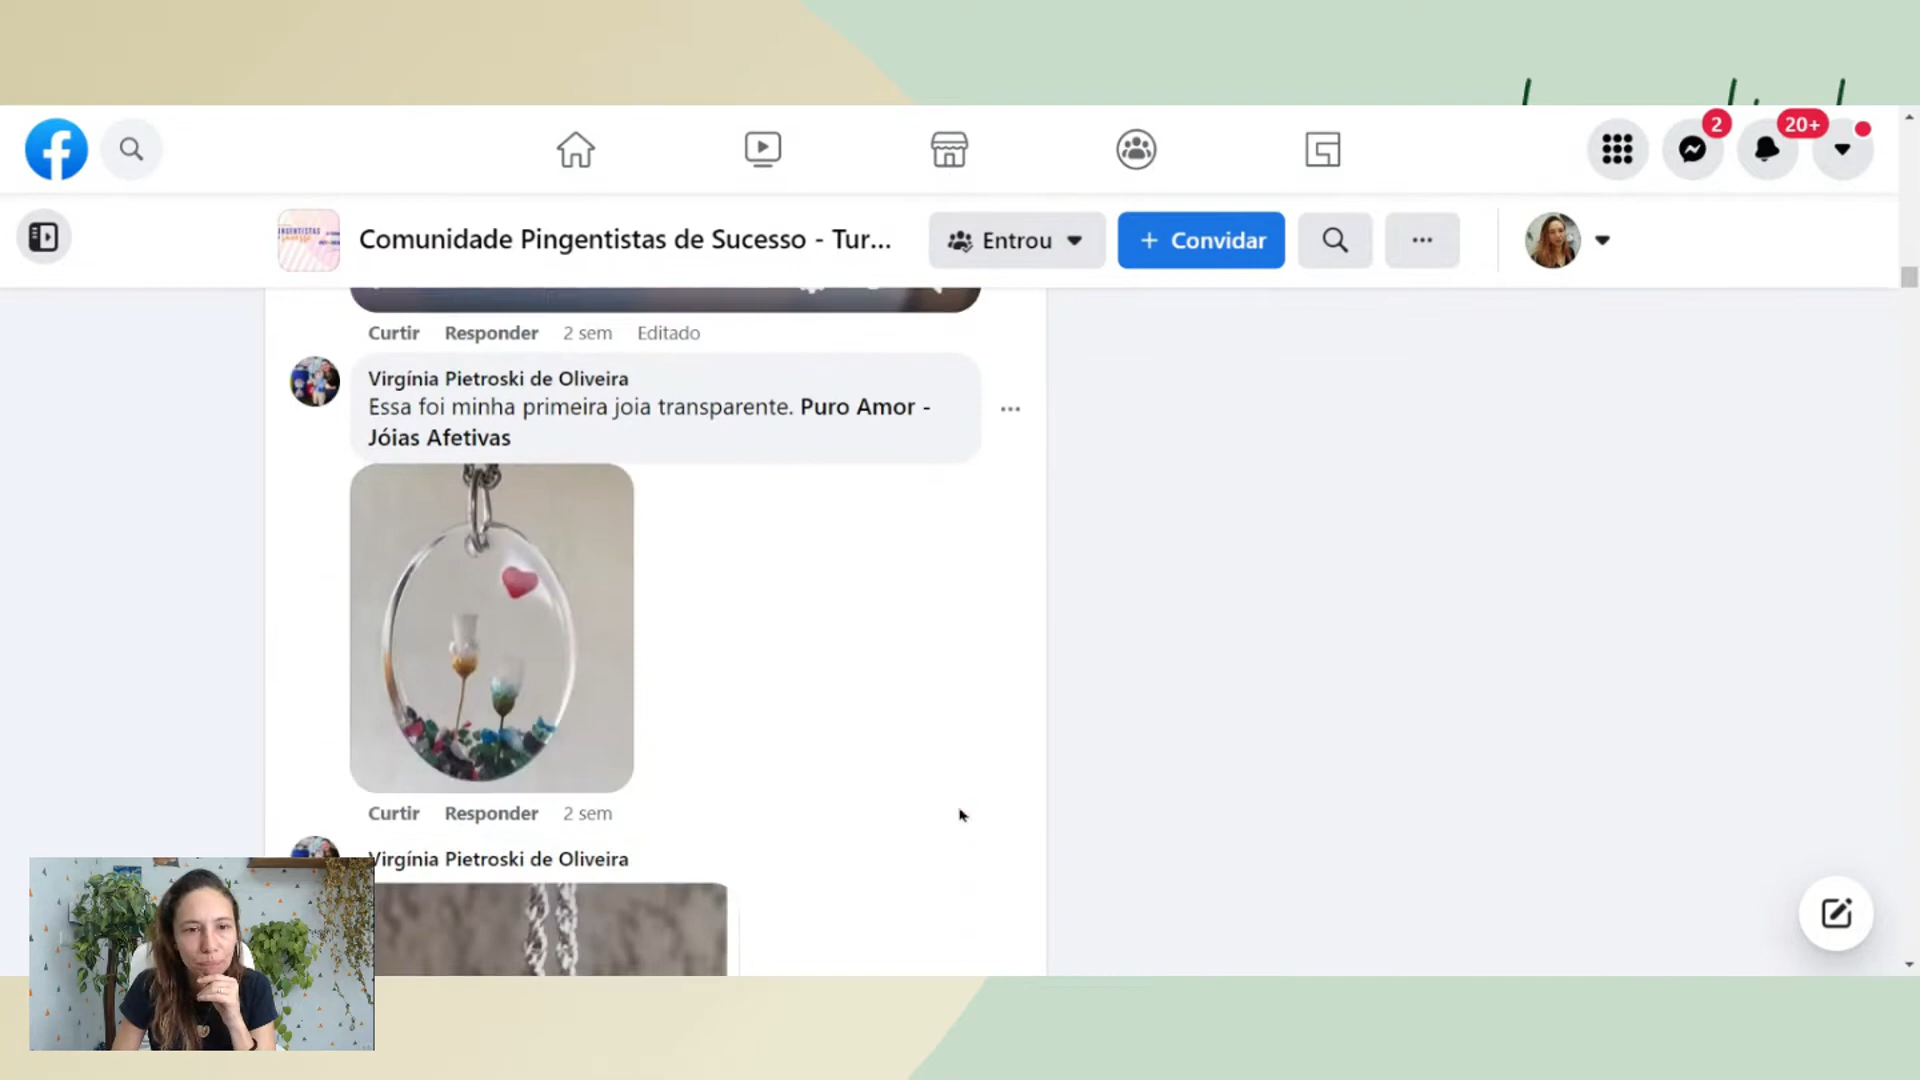 2
20+
Comunidade Pingentistas de Sucesso - Tur...
Entrou
+ Convidar
Curtir Responder 2 sem Editado
Virgínia Pietroski de Oliveira
Essa foi minha primeira joia transparente. Puro Amor -
Jóias Afetivas
Curtir Responder 2 sem
Virgínia Pietroski de Oliveira